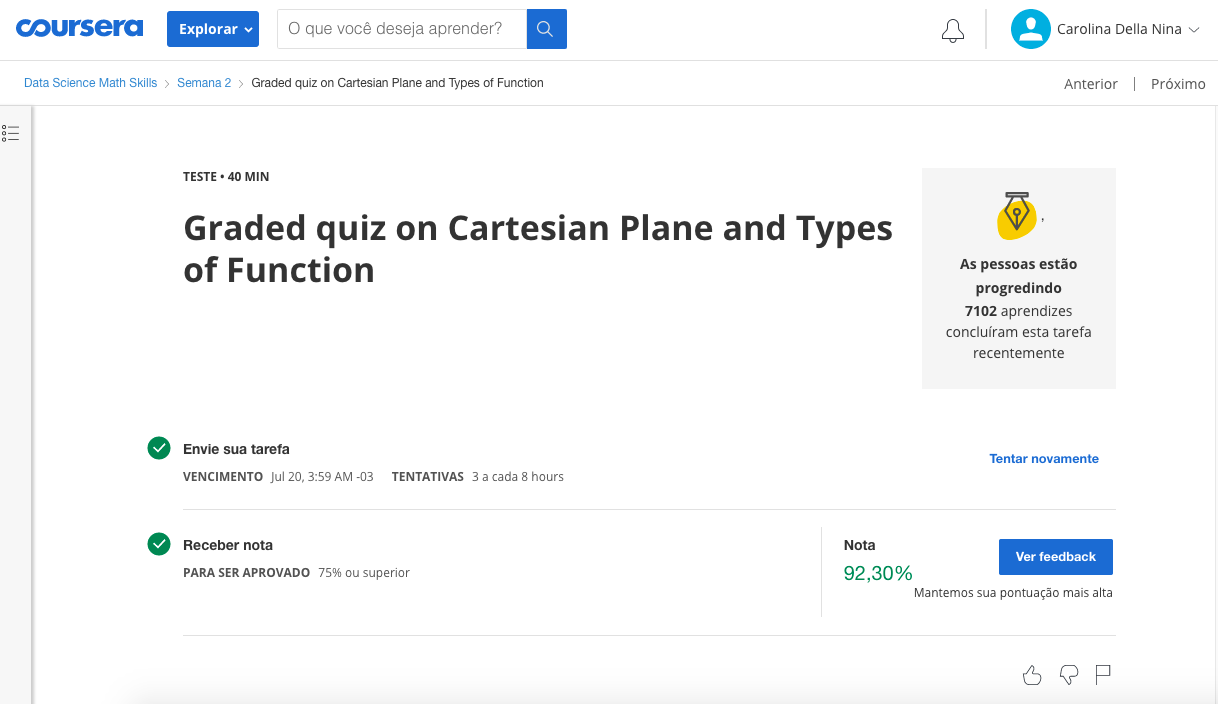 coursera
Explorar
O que você deseja aprender?
Carolina Della Nina
Data Science Math Skills
Semana 2
Graded quiz on Cartesian Plane and Types of Function
Anterior | Próximo
TESTE • 40 MIN
Graded quiz on Cartesian Plane and Types
of Function
,
As pessoas estão
progredindo
7102 aprendizes
concluíram esta tarefa
recentemente
Envie sua tarefa
VENCIMENTO Jul 20, 3:59 AM -03 TENTATIVAS 3 a cada 8 hours
Tentar novamente
Receber nota
PARA SER APROVADO 75% ou superior
Nota
92,30%
Ver feedback
Mantemos sua pontuação mais alta